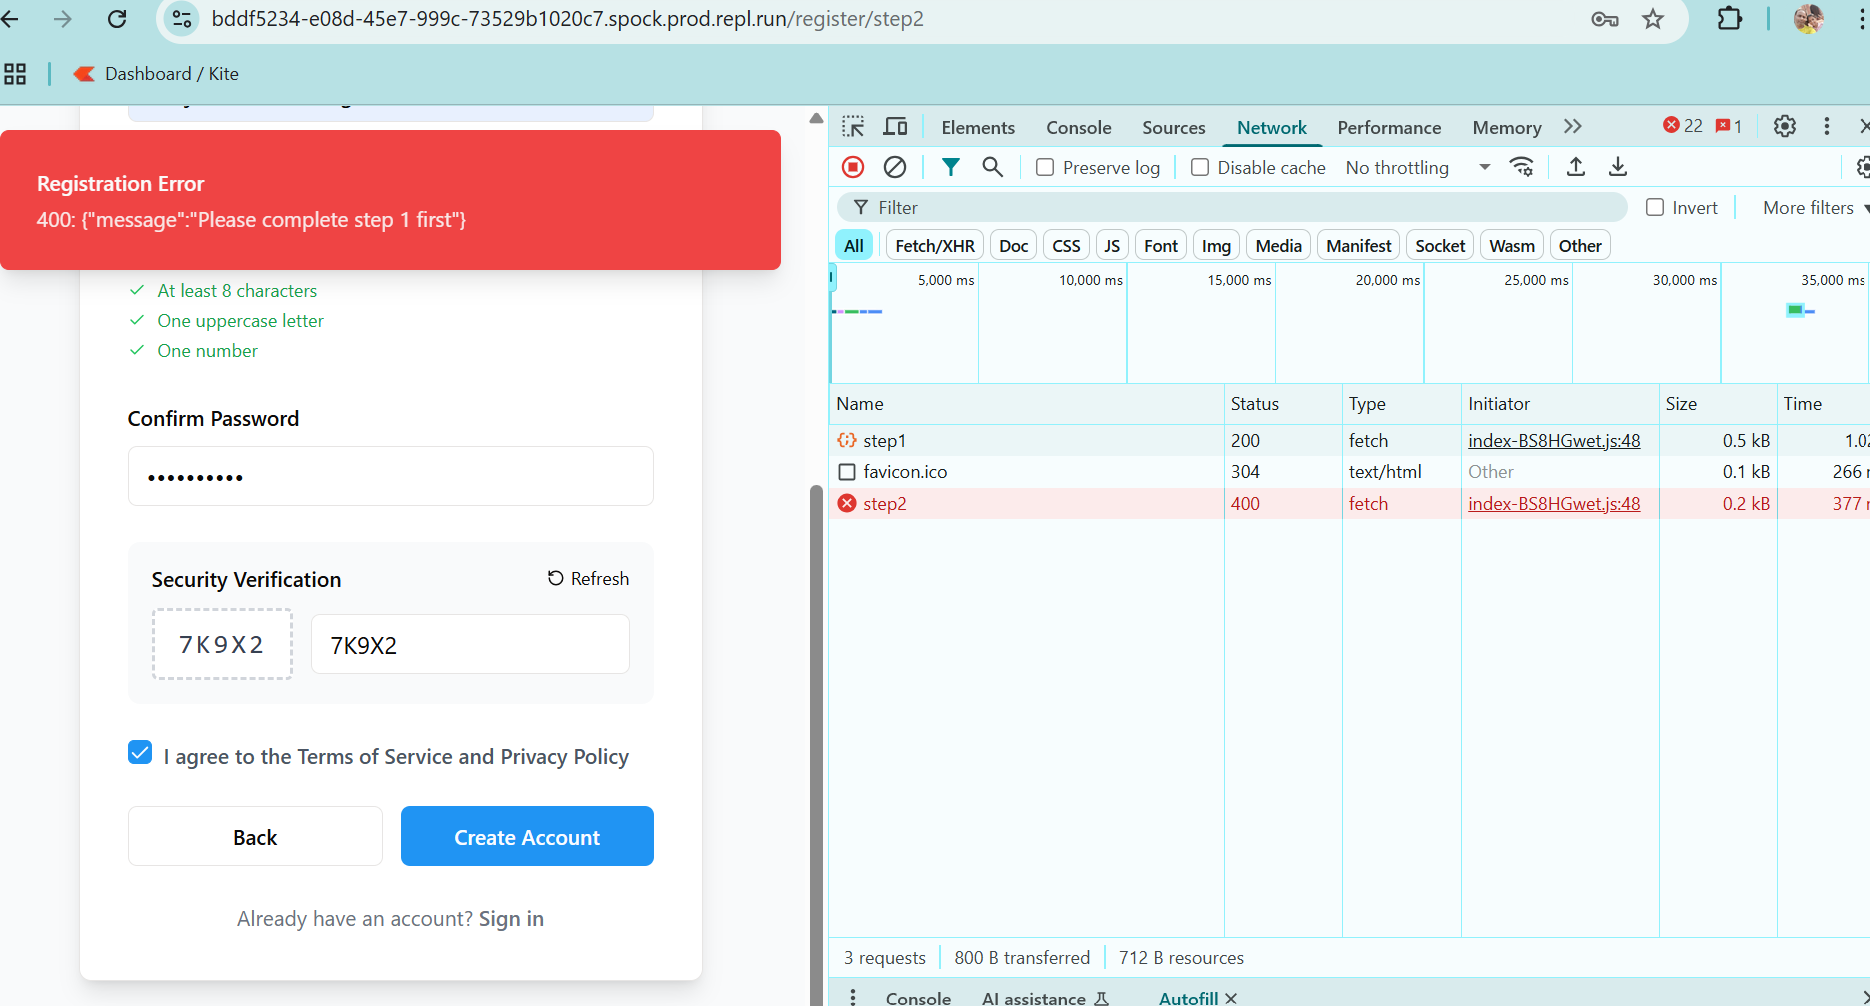 bddf5234-e08d-45e7-999c-73529b1020c7.spock.prod.repl.run/register/step2
Dashboard / Kite
Registration Error
400: {"message":"Please complete step 1 first"}
At least 8 characters
One uppercase letter
One number
Confirm Password
••••••••••
Security Verification
Refresh
7K9X2
7K9X2
I agree to the Terms of Service and Privacy Policy
Back
Create Account
Already have an account? Sign in
Elements Console Sources Network Performance Memory 22 1
Preserve log Disable cache No throttling
Filter Invert More filters
All Fetch/XHR Doc CSS JS Font Img Media Manifest Socket Wasm Other
5,000 ms 10,000 ms 15,000 ms 20,000 ms 25,000 ms 30,000 ms 35,000 ms
Name Status Type Initiator Size Time
step1 200 fetch index-BS8HGwet.js:48 0.5 kB
favicon.ico 304 text/html Other 0.1 kB 266
step2 400 fetch index-BS8HGwet.js:48 0.2 kB 377
3 requests 800 B transferred 712 B resources
Console AI assistance Autofill